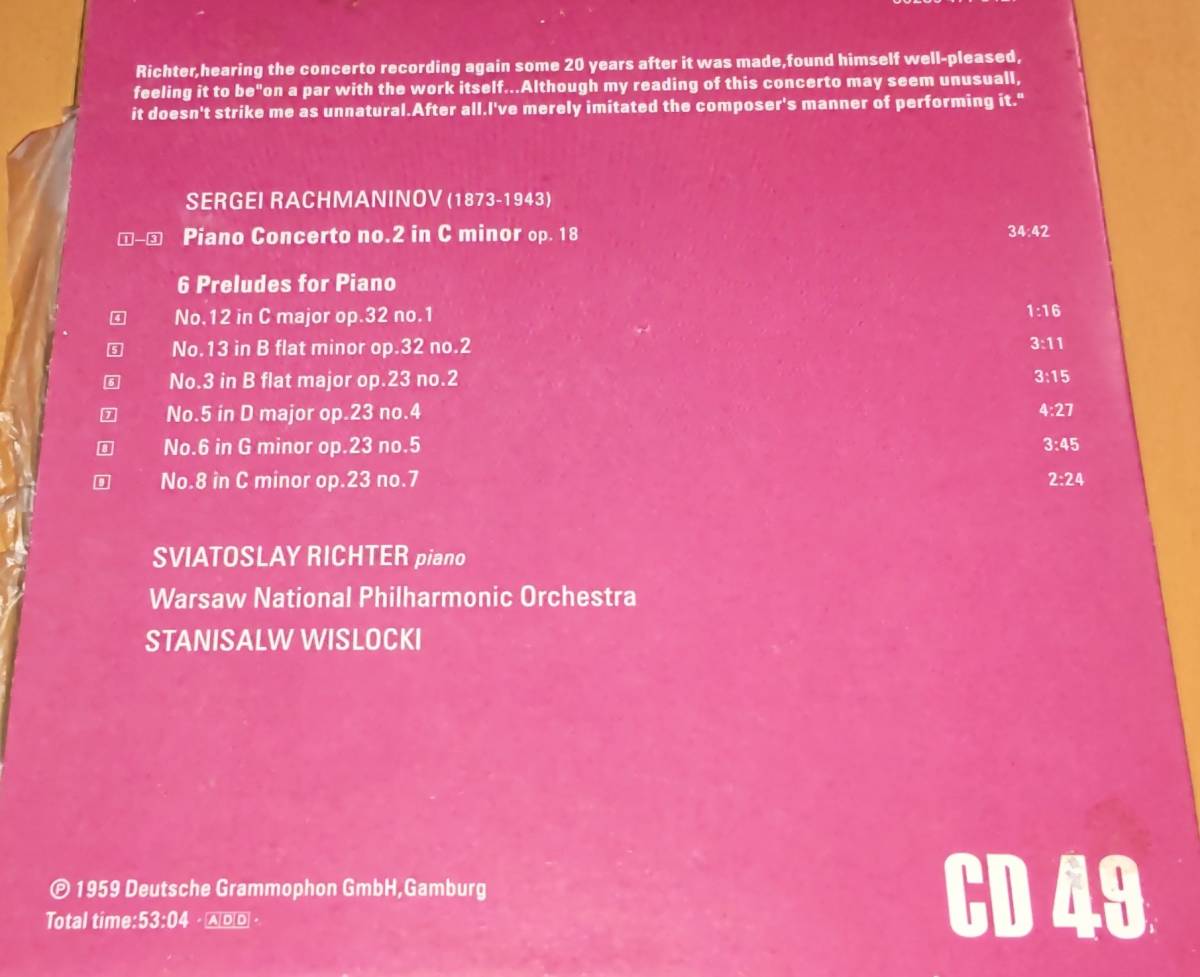 Richter,hearing the concerto recording again some 20 years after it was made,found himself well-pleased,
feeling it to be"on a par with the work itself...Although my reading of this concerto may seem unusuall,
it doesn't strike me as unnatural.After all.I've merely imitated the composer's manner of performing it."
SERGEI RACHMANINOV (1873-1943)
1-3 Piano Concerto no.2 in C minor op. 18 34:42
6 Preludes for Piano
4 No.12 in C major op.32 no.1 1:16
5 No.13 in B flat minor op.32 no.2 3:11
6 No.3 in B flat major op.23 no.2 3:15
7 No.5 in D major op.23 no.4 4:27
8 No.6 in G minor op.23 no.5 3:45
9 No.8 in C minor op.23 no.7 2:24
SVIATOSLAY RICHTER piano
Warsaw National Philharmonic Orchestra
STANISALW WISLOCKI
℗ 1959 Deutsche Grammophon GmbH,Gamburg
Total time:53:04 · ADD ·
CD 49